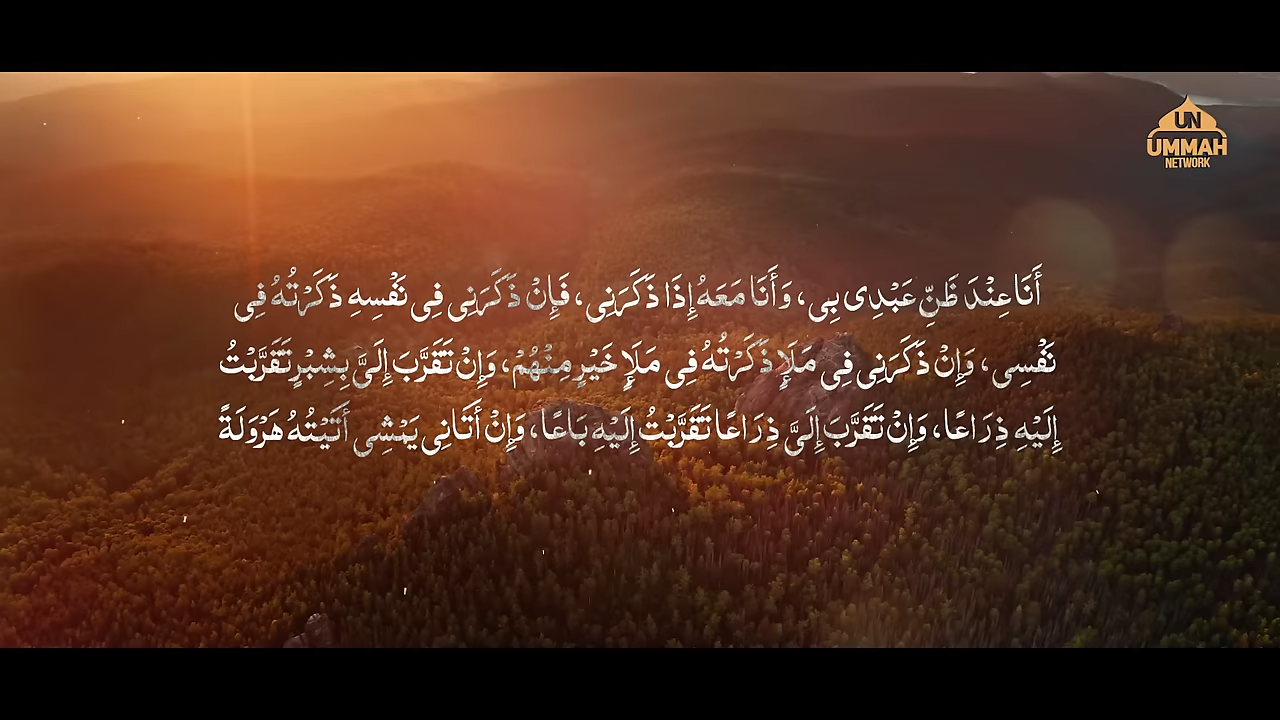 UN
UMMAH
NETWORK
أَنَا عِنْدَ ظَنِّ عَبْدِى بِى، وَأَنَا مَعَهُ إِذَا ذَكَرَنِى، فَإِنْ ذَكَرَنِى فِى نَفْسِهِ ذَكَرْتُهُ فِى
نَفْسِى، وَإِنْ ذَكَرَنِى فِى مَلَإٍ ذَكَرْتُهُ فِى مَلَإٍ خَيْرٍ مِنْهُمْ، وَإِنْ تَقَرَّبَ إِلَىَّ بِشِبْرٍ تَقَرَّبْتُ
إِلَيْهِ ذِرَاعًا، وَإِنْ تَقَرَّبَ إِلَىَّ ذِرَاعًا تَقَرَّبْتُ إِلَيْهِ بَاعًا، وَإِنْ أَتَانِى يَمْشِى أَتَيْتُهُ هَرْوَلَةً